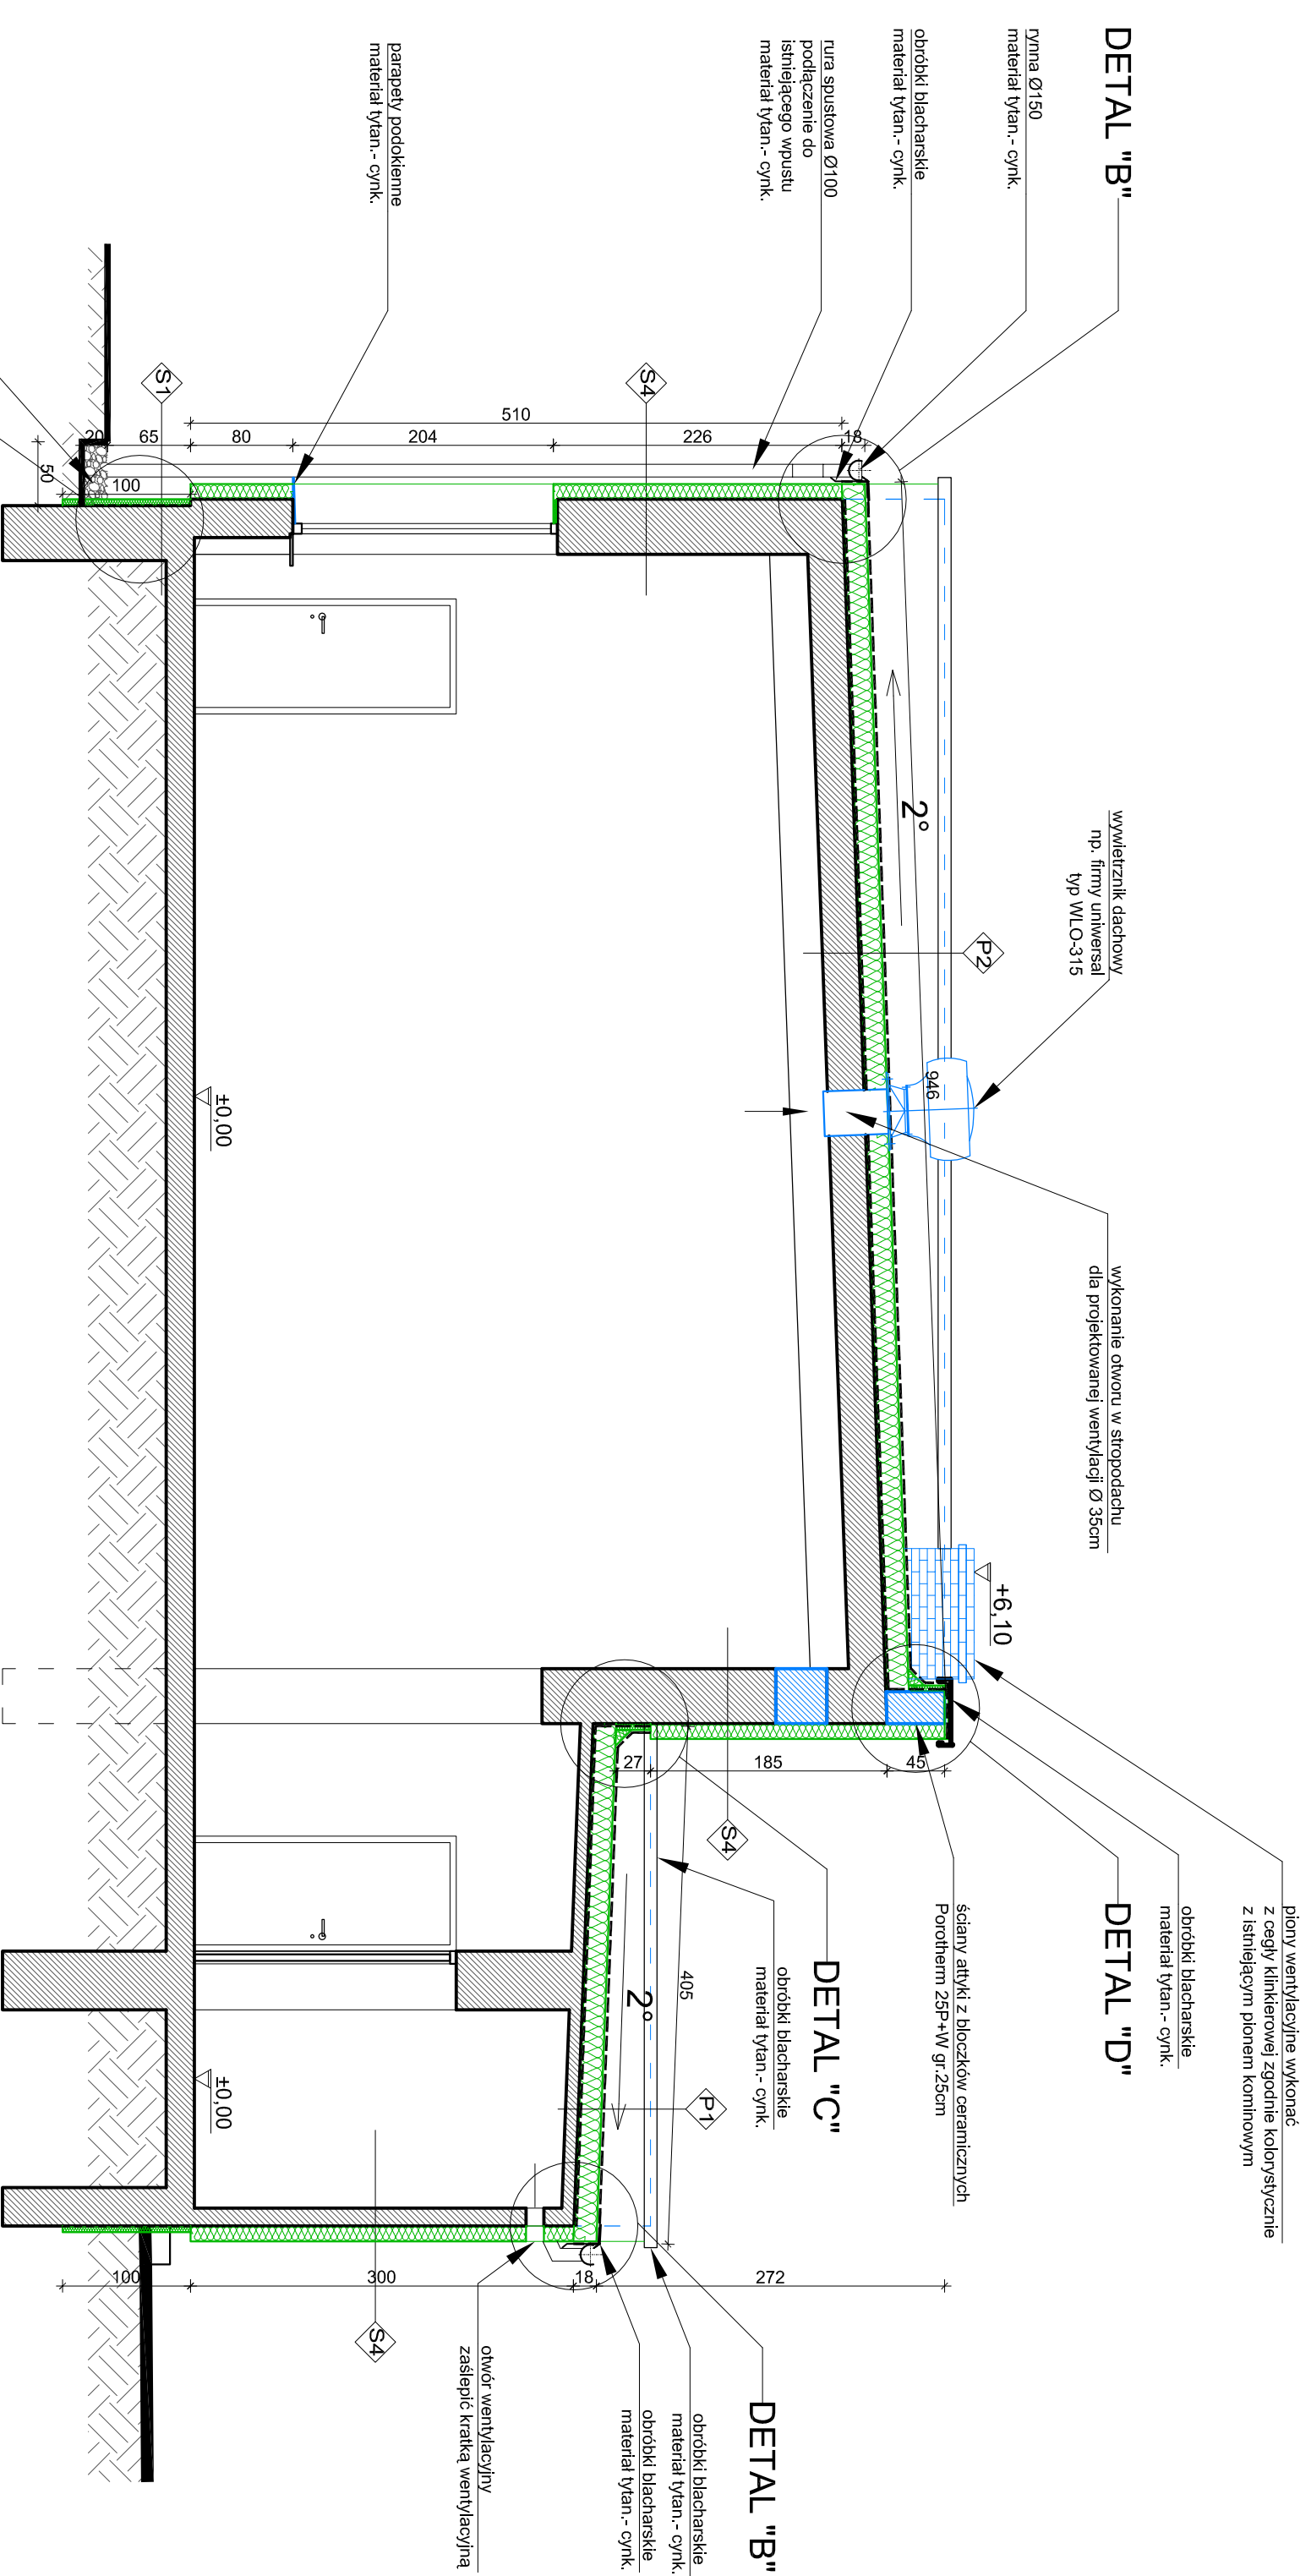 DETAL "B"
rynna Ø150
materiał tytan.- cynk.
obróbki blacharskie
materiał tytan.- cynk.
rura spustowa Ø100
podłączenie do
istniejącego wpustu
materiał tytan.- cynk.
parapety podokienne
materiał tytan.- cynk.
wywietrznik dachowy
np. firmy uniwersal
typ WLO-315
wykonanie otworu w stropodachu
dla projektowanej wentylacji Ø 35cm
piony wentylacyjne wykonać
z cegły klinkierowej zgodnie kolorystycznie
z istniejącym pionem kominowym
obróbki blacharskie
materiał tytan.- cynk.
DETAL "D"
ściany attyki z bloczków ceramicznych
Porotherm 25P+W gr.25cm
DETAL "C"
obróbki blacharskie
materiał tytan.- cynk.
DETAL "B"
obróbki blacharskie
materiał tytan.- cynk.
obróbki blacharskie
materiał tytan.- cynk.
otwór wentylacyjny
zaślepić kratką wentylacyjną
S1
S4
P2
S4
P1
S4
2°
2°
946
405
+6,10
±0,00
±0,00
510
20
65
80
204
226
18
50
100
27
185
45
100
300
18
272